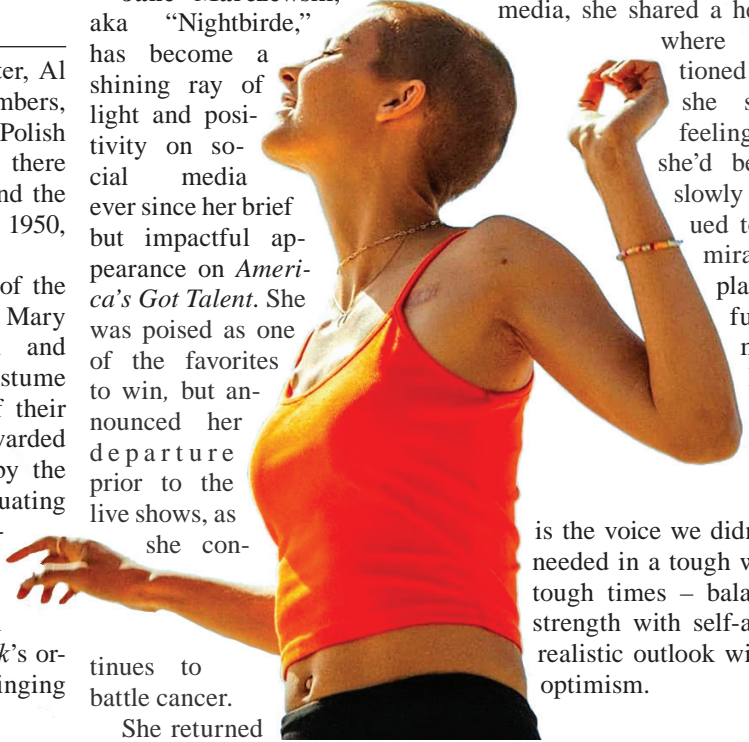 ter, Al
mbers,
Polish
there
nd the
1950,
of the
Mary
and
stume
f their
warded
by the
uating
k's or-
inging
Jane Marczewski,
aka "Nightbirde,"
has become a
shining ray of
light and posi-
tivity on so-
cial media
ever since her brief
but impactful ap-
pearance on Ameri-
ca's Got Talent. She
was poised as one
of the favorites
to win, but an-
nounced her
departure
prior to the
live shows, as
she con-
tinues to
battle cancer.
She returned
media, she shared a he
where
tioned
she s
feeling
she'd be
slowly
ued to
mira
pla
fu
is the voice we didn
needed in a tough w
tough times – bala
strength with self-a
realistic outlook wi
optimism.